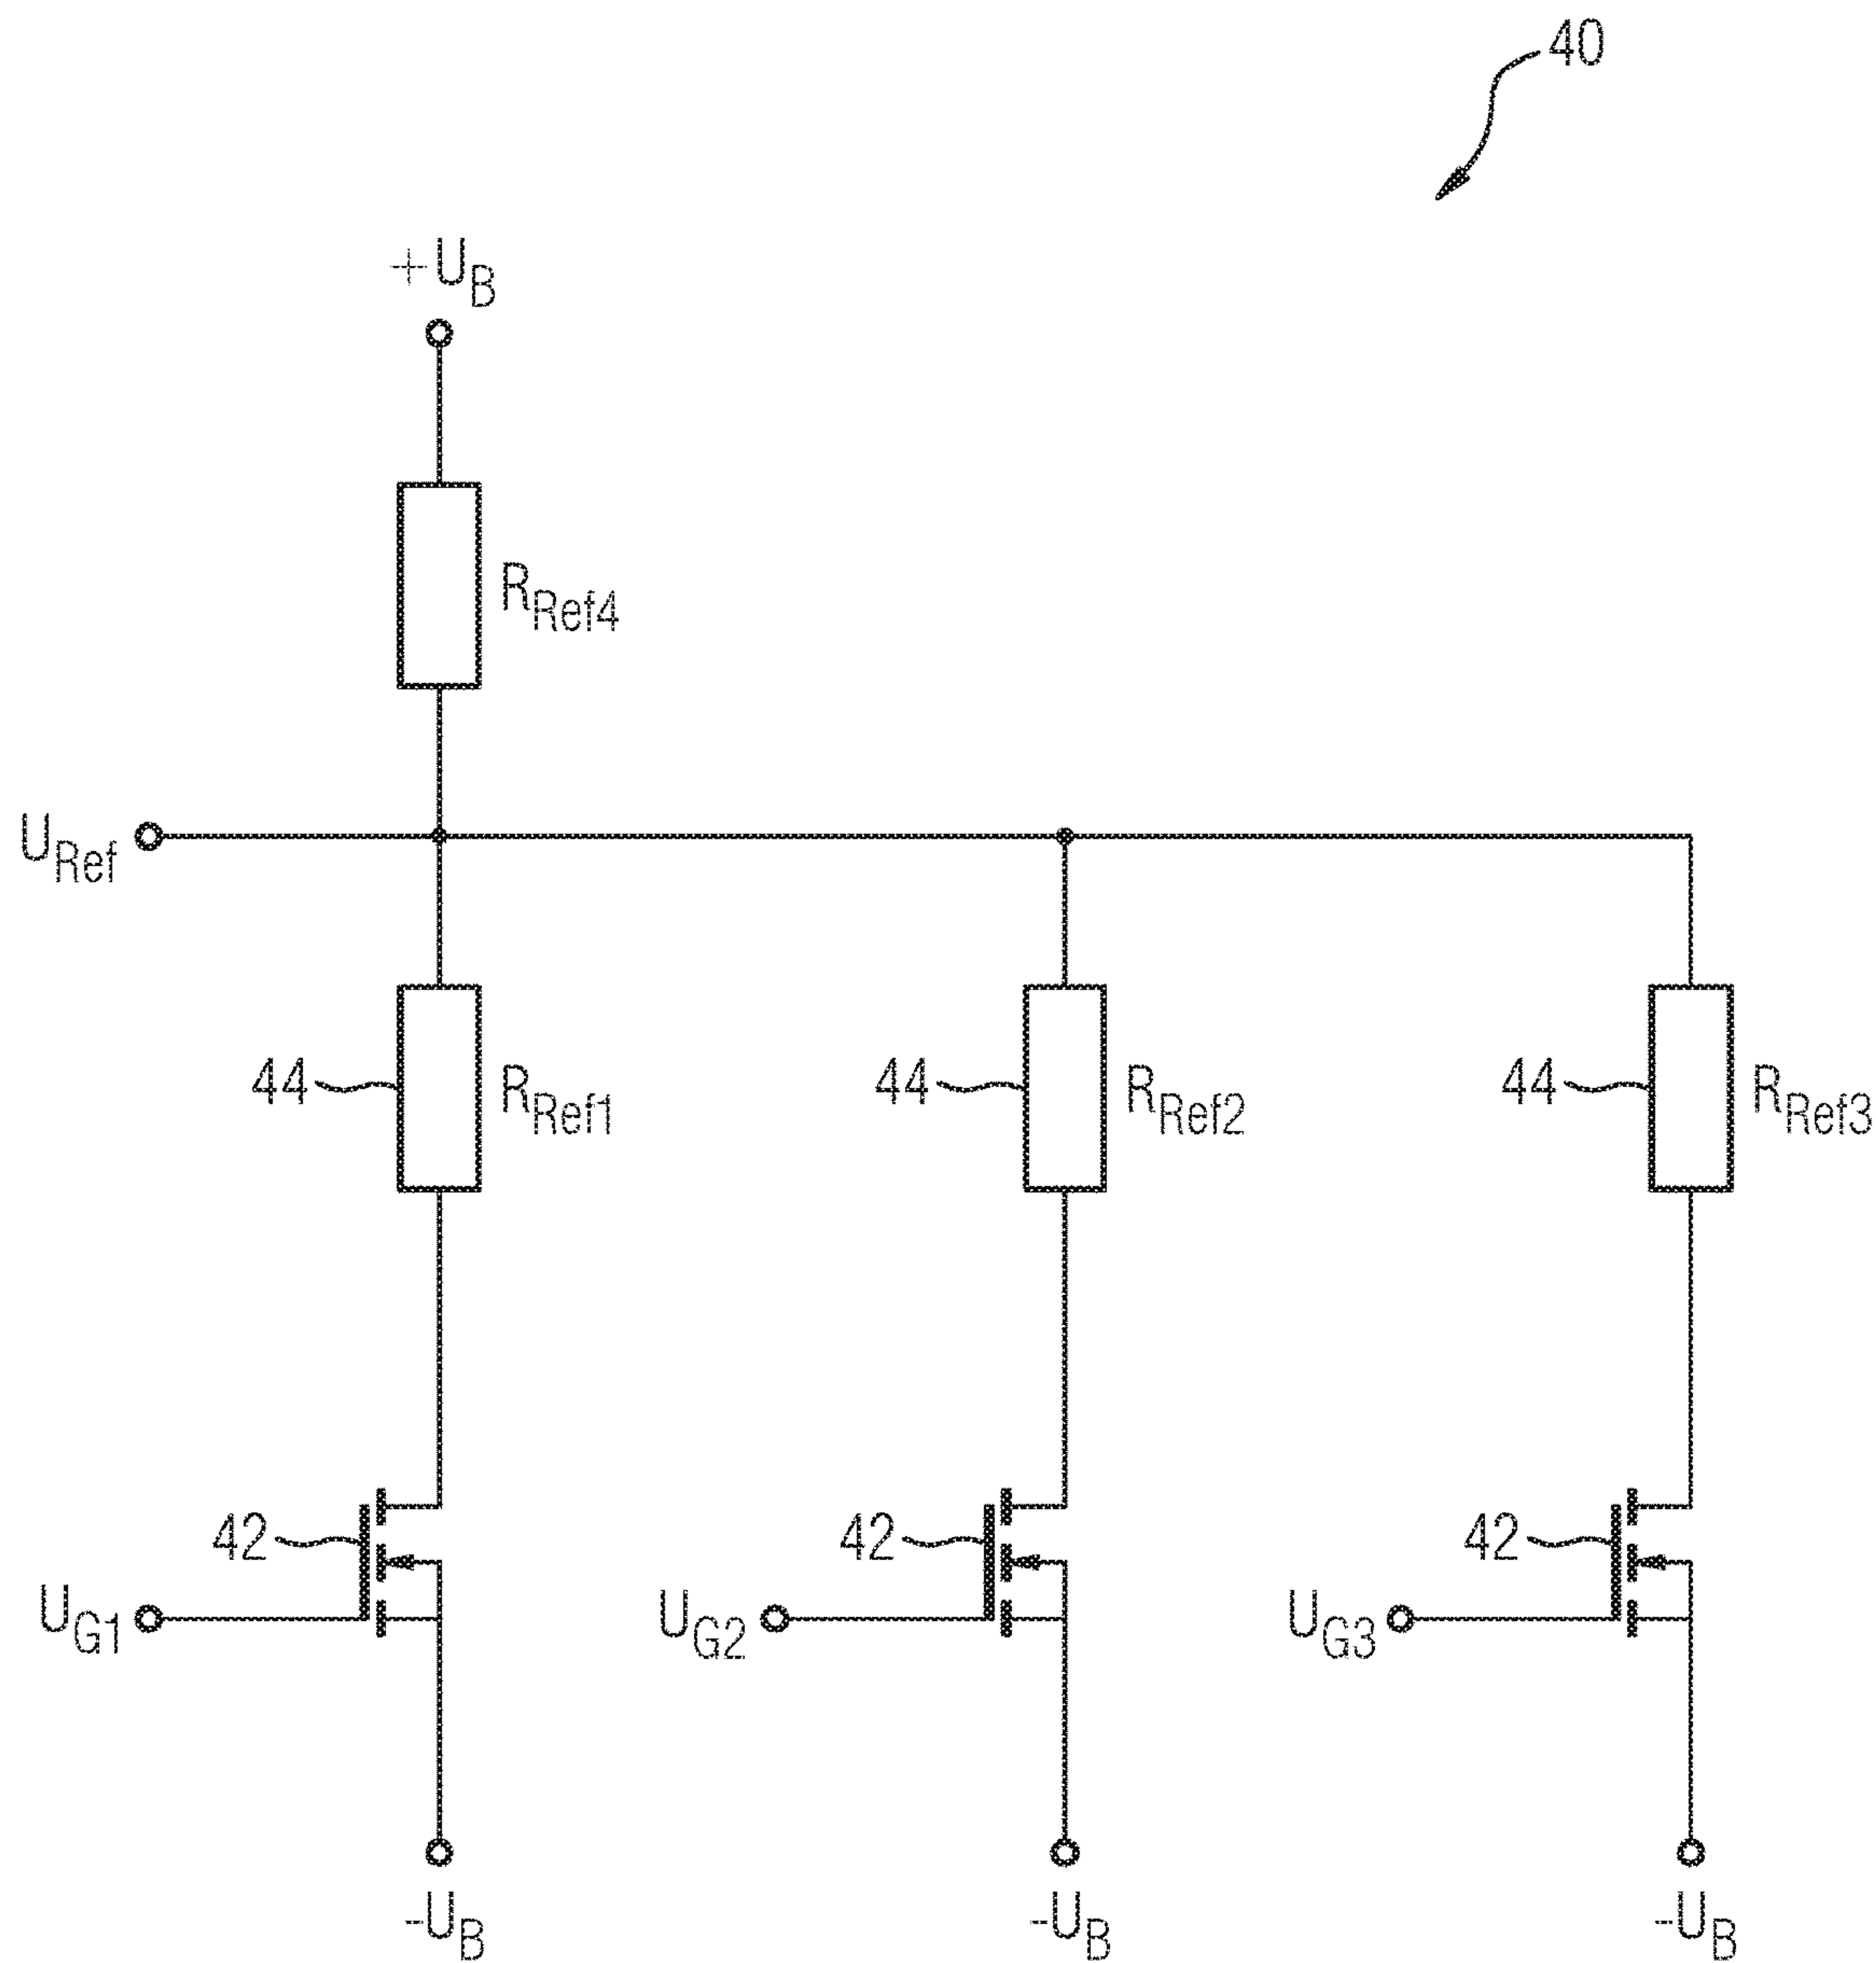 40
+U_B
R_Ref4
U_Ref
44 R_Ref1
44 R_Ref2
44 R_Ref3
42
42
42
U_G1
U_G2
U_G3
-U_B
-U_B
-U_B